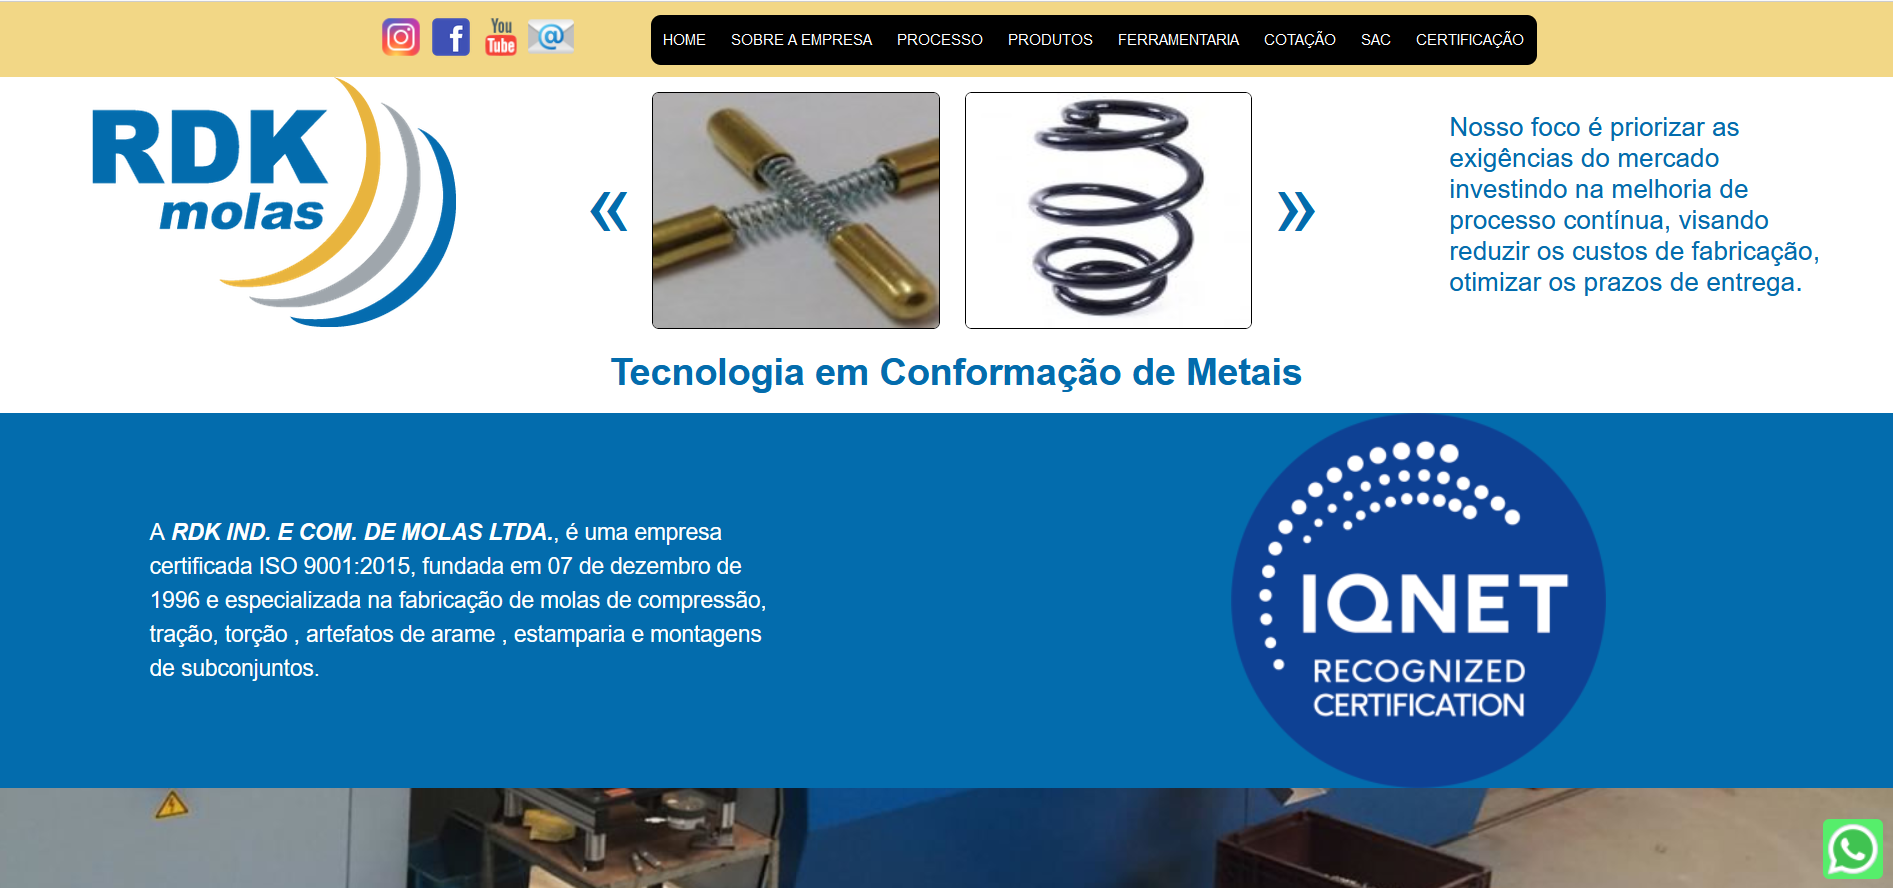 You
Tube
@
HOME SOBRE A EMPRESA PROCESSO PRODUTOS FERRAMENTARIA COTAÇÃO SAC CERTIFICAÇÃO
RDK
molas
«
»
Nosso foco é priorizar as
exigências do mercado
investindo na melhoria de
processo contínua, visando
reduzir os custos de fabricação,
otimizar os prazos de entrega.
Tecnologia em Conformação de Metais
A RDK IND. E COM. DE MOLAS LTDA., é uma empresa
certificada ISO 9001:2015, fundada em 07 de dezembro de
1996 e especializada na fabricação de molas de compressão,
tração, torção , artefatos de arame , estamparia e montagens
de subconjuntos.
IQNET
RECOGNIZED
CERTIFICATION